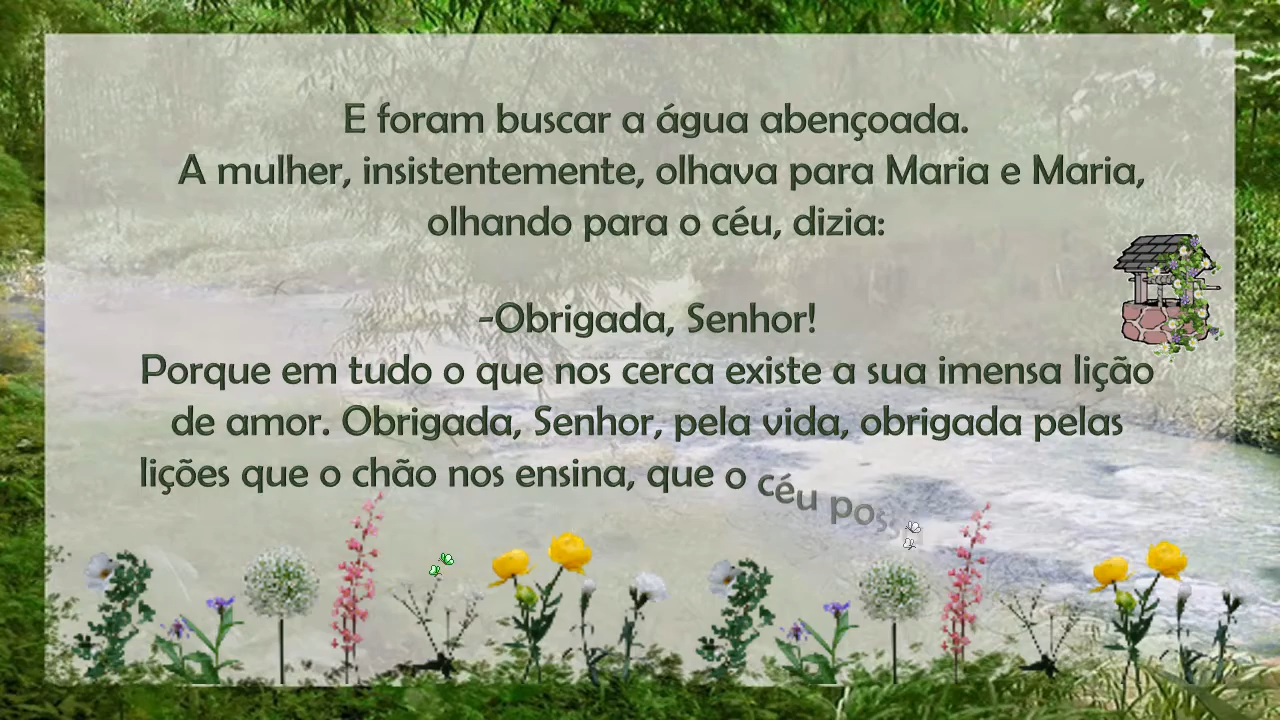 E foram buscar a água abençoada.
A mulher, insistentemente, olhava para Maria e Maria,
olhando para o céu, dizia:
-Obrigada, Senhor!
Porque em tudo o que nos cerca existe a sua imensa lição
de amor. Obrigada, Senhor, pela vida, obrigada pelas
lições que o chão nos ensina, que o céu